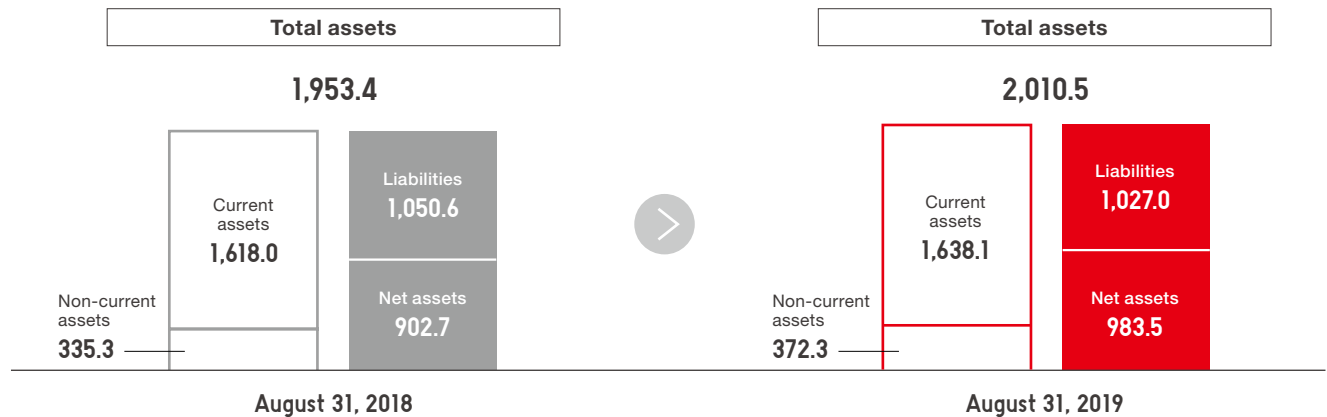 Total assets
1,953.4
Current
assets
1,618.0
Non-current
assets
335.3
Liabilities
1,050.6
Net assets
902.7
August 31, 2018
Total assets
2,010.5
Current
assets
1,638.1
Non-current
assets
372.3
Liabilities
1,027.0
Net assets
983.5
August 31, 2019